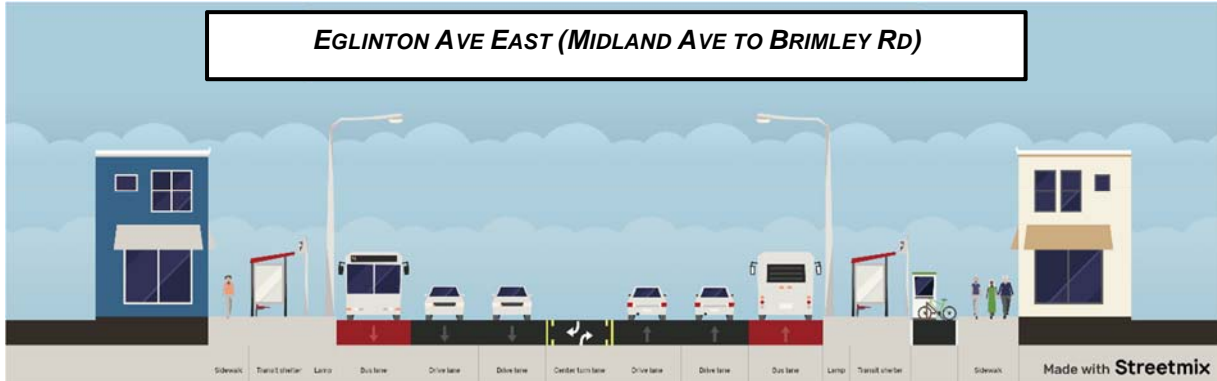 EGLINTON AVE EAST (MIDLAND AVE TO BRIMLEY RD)
Sidewalk Transit shelter Lamp Bus lane Drive lane Drive lane Center turn lane Drive lane Drive lane Bus lane Lamp Transit shelter Sidewalk
Made with Streetmix